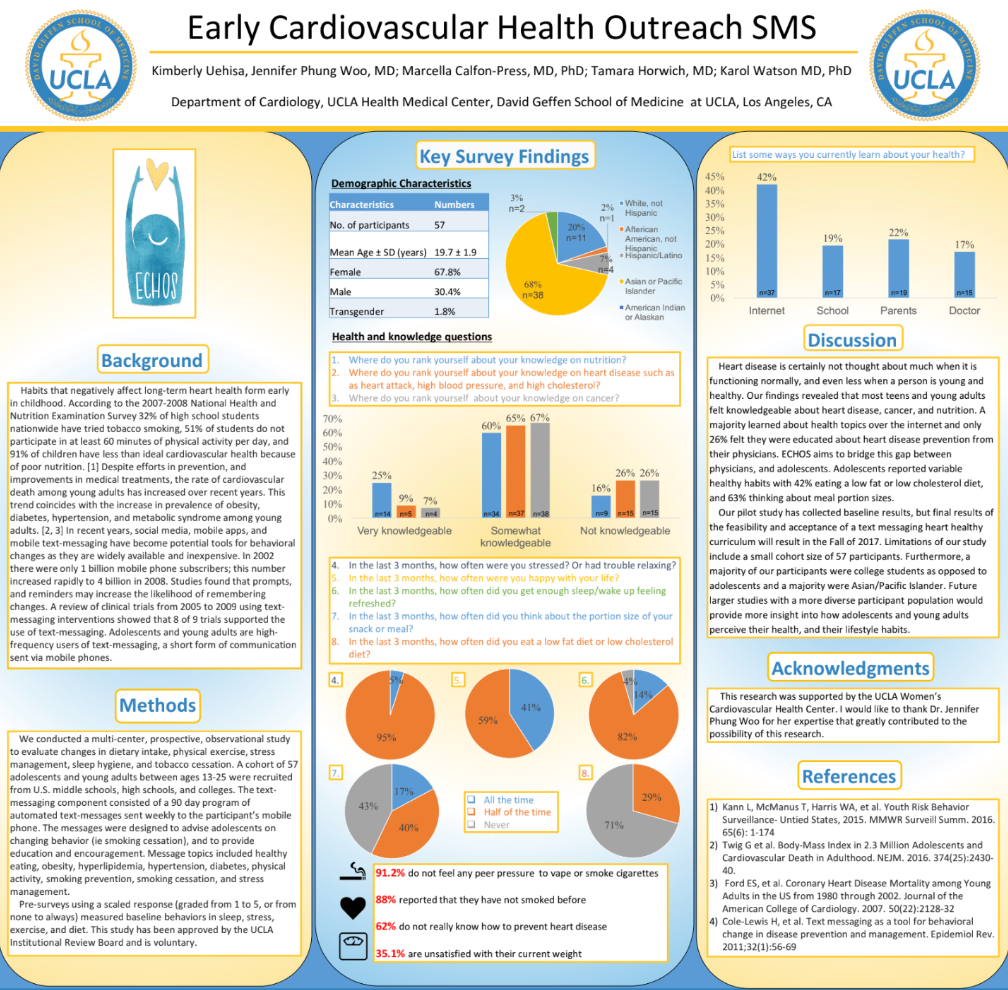 Early Cardiovascular Health Outreach SMS
Kimberly Uehisa, Jennifer Phung Woo, MD; Marcella Calfon-Press, MD, PhD; Tamara Horwich, MD; Karol Watson MD, PhD
Department of Cardiology, UCLA Health Medical Center, David Geffen School of Medicine at UCLA, Los Angeles, CA
DAVID GEFFEN SCHOOL OF MEDICINE
UCLA
DAVID GEFFEN SCHOOL OF MEDICINE
UCLA
ECHOS
Background
Habits that negatively affect long-term heart health form early
in childhood. According to the 2007-2008 National Health and
Nutrition Examination Survey 32% of high school students
nationwide have tried tobacco smoking, 51% of students do not
participate in at least 60 minutes of physical activity per day, and
91% of children have less than ideal cardiovascular health because
of poor nutrition. [1] Despite efforts in prevention, and
improvements in medical treatments, the rate of cardiovascular
death among young adults has increased over recent years. This
trend coincides with the increase in prevalence of obesity,
diabetes, hypertension, and metabolic syndrome among young
adults. [2, 3] In recent years, social media, mobile apps, and
mobile text-messaging have become potential tools for behavioral
changes as they are widely available and inexpensive. In 2002
there were only 1 billion mobile phone subscribers; this number
increased rapidly to 4 billion in 2008. Studies found that prompts,
and reminders may increase the likelihood of remembering
changes. A review of clinical trials from 2005 to 2009 using text-
messaging interventions showed that 8 of 9 trials supported the
use of text-messaging. Adolescents and young adults are high-
frequency users of text-messaging, a short form of communication
sent via mobile phones.
Methods
We conducted a multi-center, prospective, observational study
to evaluate changes in dietary intake, physical exercise, stress
management, sleep hygiene, and tobacco cessation. A cohort of 57
adolescents and young adults between ages 13-25 were recruited
from U.S. middle schools, high schools, and colleges. The text-
messaging component consisted of a 90 day program of
automated text-messages sent weekly to the participant's mobile
phone. The messages were designed to advise adolescents on
changing behavior (ie smoking cessation), and to provide
education and encouragement. Message topics included healthy
eating, obesity, hyperlipidemia, hypertension, diabetes, physical
activity, smoking prevention, smoking cessation, and stress
management.
Pre-surveys using a scaled response (graded from 1 to 5, or from
none to always) measured baseline behaviors in sleep, stress,
exercise, and diet. This study has been approved by the UCLA
Institutional Review Board and is voluntary.
Key Survey Findings
Demographic Characteristics
Characteristics Numbers
No. of participants 57
Mean Age ± SD (years) 19.7 ± 1.9
Female 67.8%
Male 30.4%
Transgender 1.8%
3%
n=2
20%
n=11
2%
n=1
7%
n=4
68%
n=38
White, not
Hispanic
Afterican
American, not
Hispanic
Hispanic/Latino
Asian or Pacific
Islander
American Indian
or Alaskan
Health and knowledge questions
1. Where do you rank yourself about your knowledge on nutrition?
2. Where do you rank yourself about your knowledge on heart disease such as
as heart attack, high blood pressure, and high cholesterol?
3. Where do you rank yourself about your knowledge on cancer?
70%
60%
50%
40%
30%
20%
10%
0%
25% 9% 7%
60% 65% 67%
16% 26% 26%
n=14 n=5 n=4 n=34 n=37 n=38 n=9 n=15 n=15
Very knowledgeable
Somewhat
knowledgeable
Not knowledgeable
4. In the last 3 months, how often were you stressed? Or had trouble relaxing?
5. In the last 3 months, how often were you happy with your life?
6. In the last 3 months, how often did you get enough sleep/wake up feeling
refreshed?
7. In the last 3 months, how often did you think about the portion size of your
snack or meal?
8. In the last 3 months, how often did you eat a low fat diet or low cholesterol
diet?
4.
5%
95%
5.
41%
59%
6.
4%
14%
82%
7.
17%
43%
40%
All the time
Half of the time
Never
8.
29%
71%
91.2% do not feel any peer pressure to vape or smoke cigarettes
88% reported that they have not smoked before
62% do not really know how to prevent heart disease
35.1% are unsatisfied with their current weight
List some ways you currently learn about your health?
45%
40%
35%
30%
25%
20%
15%
10%
5%
0%
42% 19% 22% 17%
n=37 n=17 n=19 n=15
Internet School Parents Doctor
Discussion
Heart disease is certainly not thought about much when it is
functioning normally, and even less when a person is young and
healthy. Our findings revealed that most teens and young adults
felt knowledgeable about heart disease, cancer, and nutrition. A
majority learned about health topics over the internet and only
26% felt they were educated about heart disease prevention from
their physicians. ECHOS aims to bridge this gap between
physicians, and adolescents. Adolescents reported variable
healthy habits with 42% eating a low fat or low cholesterol diet,
and 63% thinking about meal portion sizes.
Our pilot study has collected baseline results, but final results of
the feasibility and acceptance of a text messaging heart healthy
curriculum will result in the Fall of 2017. Limitations of our study
include a small cohort size of 57 participants. Furthermore, a
majority of our participants were college students as opposed to
adolescents and a majority were Asian/Pacific Islander. Future
larger studies with a more diverse participant population would
provide more insight into how adolescents and young adults
perceive their health, and their lifestyle habits.
Acknowledgments
This research was supported by the UCLA Women's
Cardiovascular Health Center. I would like to thank Dr. Jennifer
Phung Woo for her expertise that greatly contributed to the
possibility of this research.
References
1) Kann L, McManus T, Harris WA, et al. Youth Risk Behavior
Surveillance- Untied States, 2015. MMWR Surveill Summ. 2016.
65(6): 1-174
2) Twig G et al. Body-Mass Index in 2.3 Million Adolescents and
Cardiovascular Death in Adulthood. NEJM. 2016. 374(25):2430-
40.
3) Ford ES, et al. Coronary Heart Disease Mortality among Young
Adults in the US from 1980 through 2002. Journal of the
American College of Cardiology. 2007. 50(22):2128-32
4) Cole-Lewis H, et al. Text messaging as a tool for behavioral
change in disease prevention and management. Epidemiol Rev.
2011;32(1):56-69